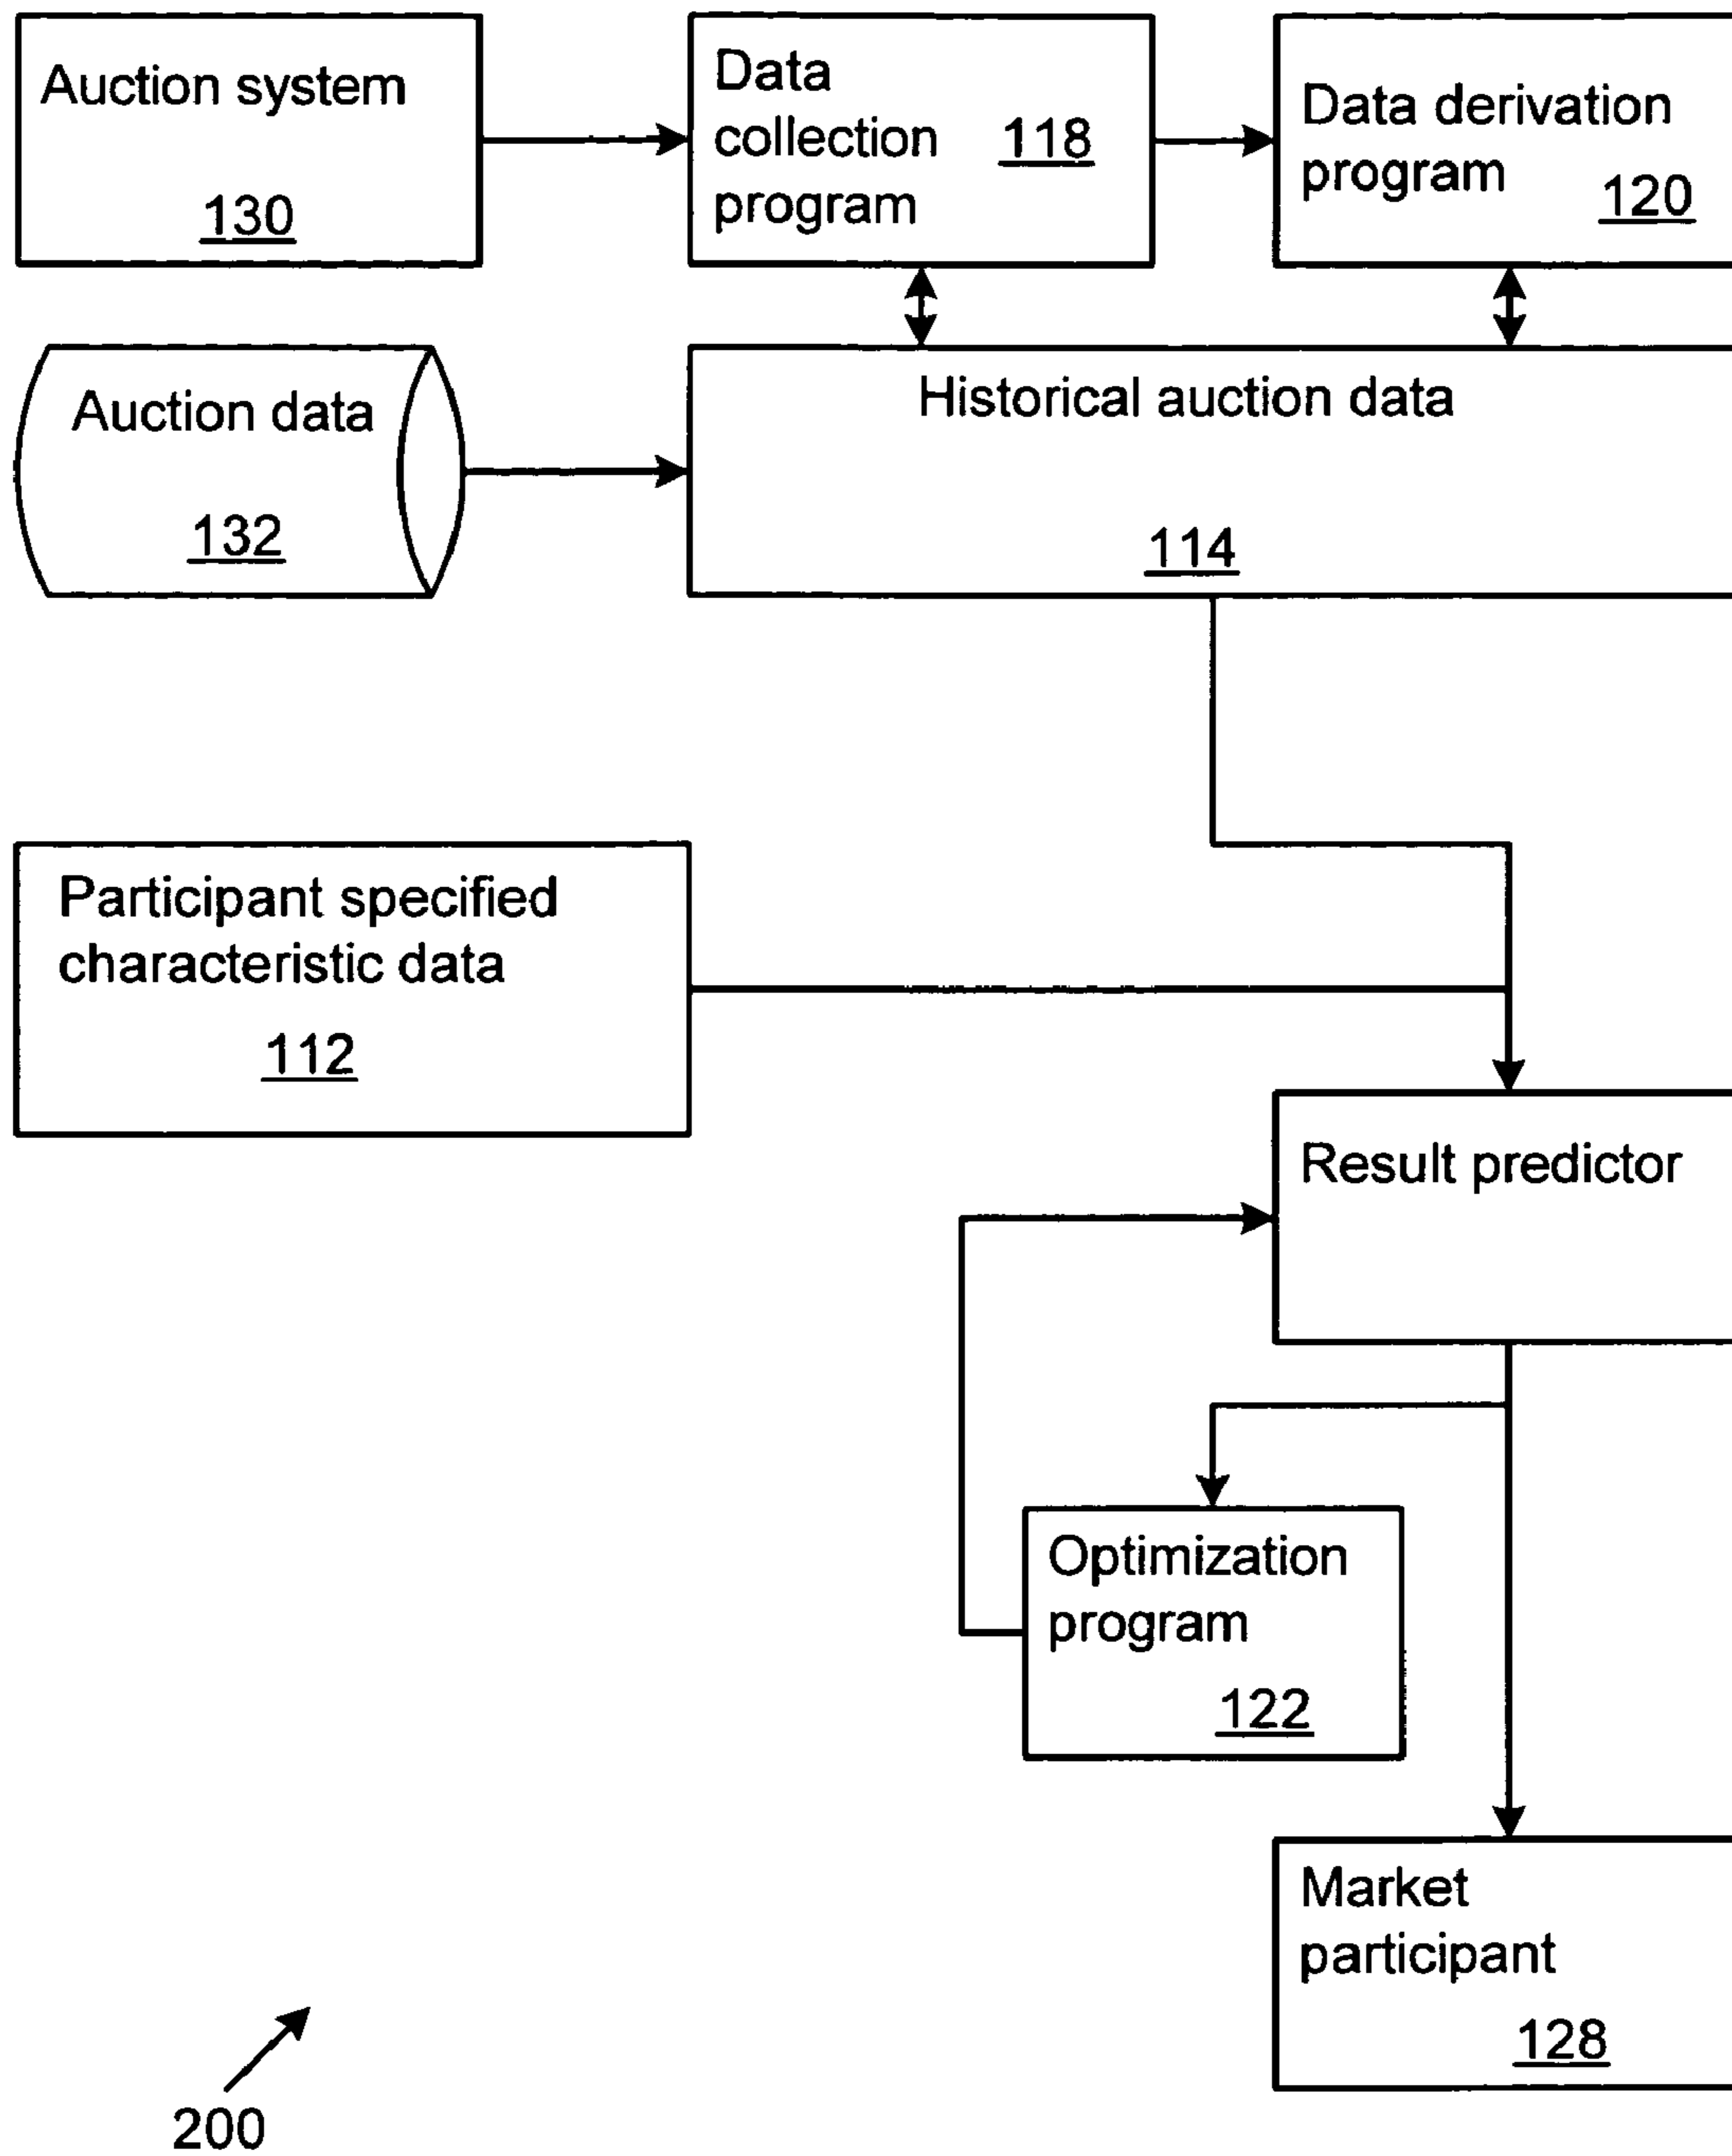 Auction system
130
Data
collection
program
118
Data derivation
program
120
Auction data
132
Historical auction data
114
Participant specified
characteristic data
112
Result predictor
Optimization
program
122
Market
participant
128
200